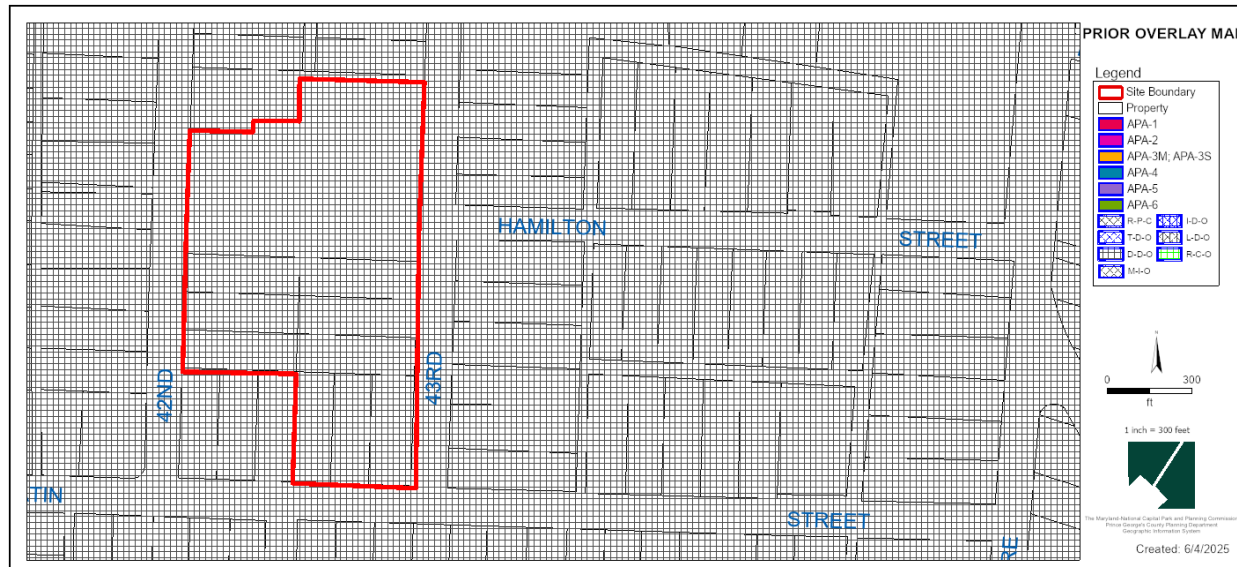 PRIOR OVERLAY MA
Legend
Site Boundary
Property
APA-1
APA-2
APA-3M; APA-3S
APA-4
APA-5
APA-6
R-P-C I-D-O
T-D-O L-D-O
D-D-O R-C-O
M-I-O
HAMILTON
STREET
42ND
43RD
TIN
STREET
RE
N
0 300
ft
1 inch = 300 feet
The Maryland-National Capital Park and Planning Commission
Prince George's County Planning Department
Geographic Information System
Created: 6/4/2025